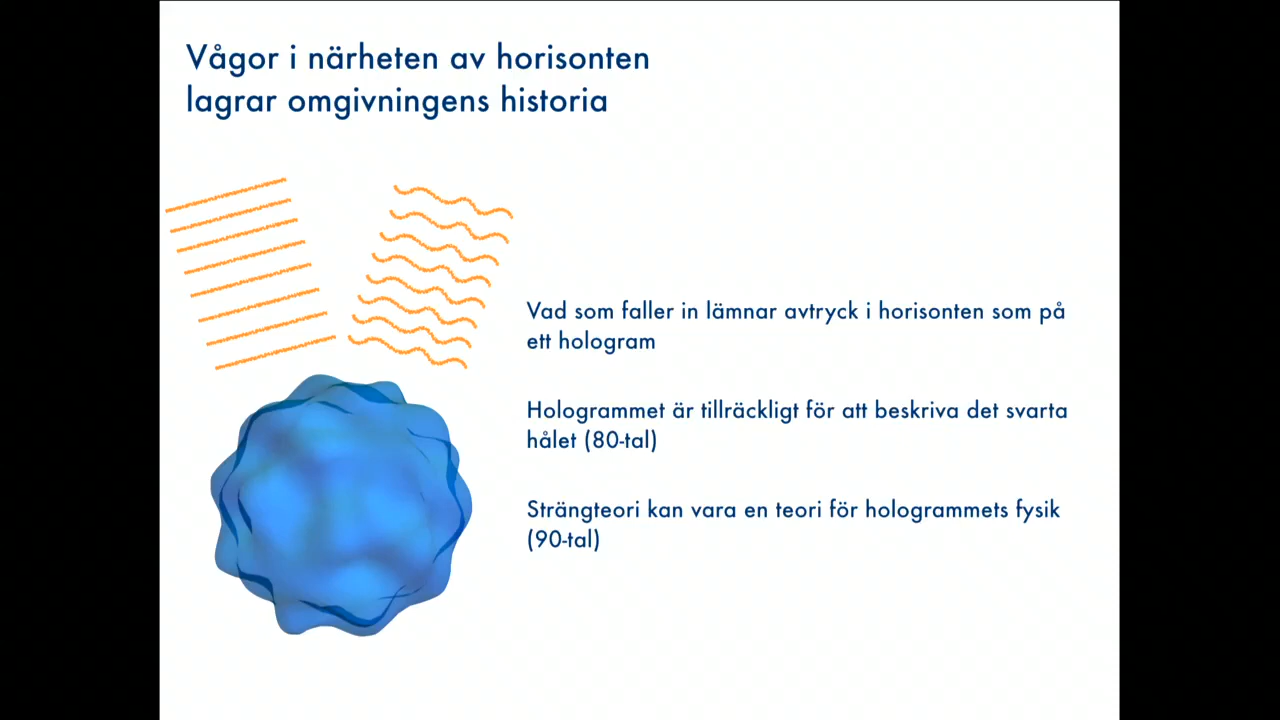 Vågor i närheten av horisonten
lagrar omgivningens historia
Vad som faller in lämnar avtryck i horisonten som på
ett hologram
Hologrammet är tillräckligt för att beskriva det svarta
hålet (80-tal)
Strängteori kan vara en teori för hologrammets fysik
(90-tal)